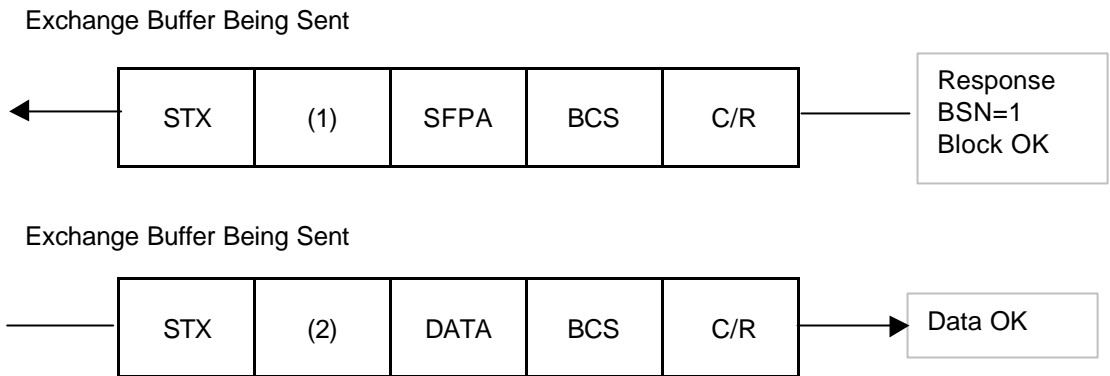 Exchange Buffer Being Sent
STX (1) SFPA BCS C/R
Response
BSN=1
Block OK
Exchange Buffer Being Sent
STX (2) DATA BCS C/R
Data OK